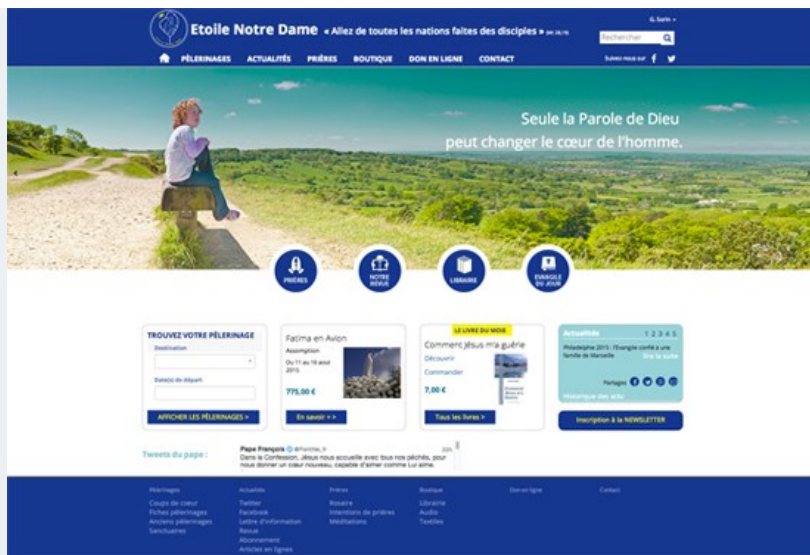 Etoile Notre Dame « Allez de toutes les nations faites des disciples »
G. Sarin
Rechercher
PÈLERINAGES ACTUALITÉS PRIÈRES BOUTIQUE DON EN LIGNE CONTACT
Suivez-nous sur
Seule la Parole de Dieu
peut changer le cœur de l'homme.
PRIÈRES
NOTRE
REVUE
LIBRAIRIE
EVANGILE
DU JOUR
TROUVEZ VOTRE PÈLERINAGE
Destination
Date(s) de départ
AFFICHER LES PÈLERINAGES >
Fatima en Avion
Assomption
Du 11 au 16 aout
2015
775,00 €
En savoir + >
LE LIVRE DU MOIS
Comment Jésus m'a guérie
Découvrir
Commander
7,00 €
Tous les livres >
Actualités 1 2 3 4 5
Philadelphie 2015 : l'Evangile confié à une
famille de Marseille lire la suite
Partages
Historique des actu
Inscription à la NEWSLETTER
Tweets du pape :
Pape François
Dans la Confession, Jésus nous accueille avec tous nos péchés, pour
nous donner un cœur nouveau, capable d'aimer comme Lui aime.
Pèlerinages Actualités Prières Boutique Don en ligne Contact
Coups de coeur Twitter Rosaire Librairie
Fiches pèlerinages Facebook Intentions de prières Audio
Anciens pèlerinages Lettre d'information Méditations Textiles
Sanctuaires Revue
Abonnement
Articles en lignes